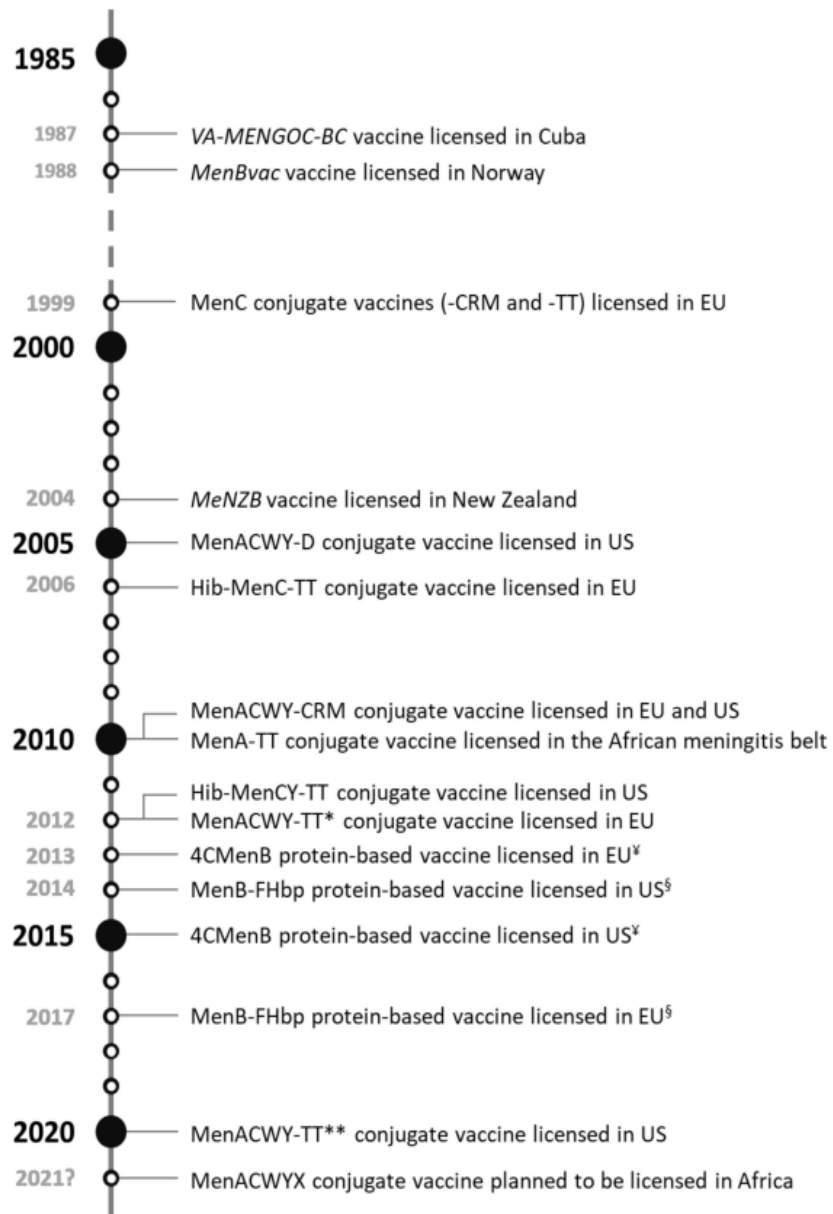 1985
1987 VA-MENGOC-BC vaccine licensed in Cuba
1988 MenBvac vaccine licensed in Norway
1999 MenC conjugate vaccines (-CRM and -TT) licensed in EU
2000
2004 MeNZB vaccine licensed in New Zealand
2005 MenACWY-D conjugate vaccine licensed in US
2006 Hib-MenC-TT conjugate vaccine licensed in EU
MenACWY-CRM conjugate vaccine licensed in EU and US
2010 MenA-TT conjugate vaccine licensed in the African meningitis belt
Hib-MenCY-TT conjugate vaccine licensed in US
2012 MenACWY-TT* conjugate vaccine licensed in EU
2013 4CMenB protein-based vaccine licensed in EU¥
2014 MenB-FHbp protein-based vaccine licensed in US§
2015 4CMenB protein-based vaccine licensed in US¥
2017 MenB-FHbp protein-based vaccine licensed in EU§
2020 MenACWY-TT** conjugate vaccine licensed in US
2021? MenACWYX conjugate vaccine planned to be licensed in Africa